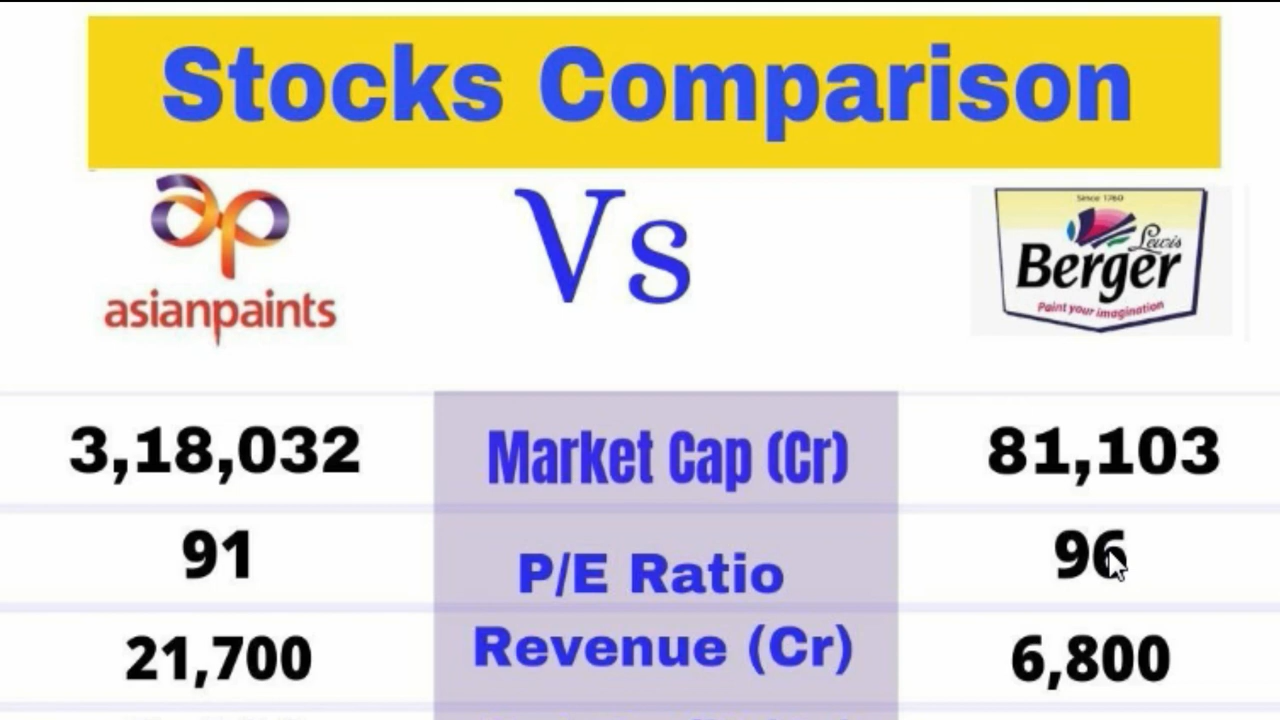 Stocks Comparison
asianpaints
Vs
Since 1760
Lewis
Berger
Paint your imagination
3,18,032 Market Cap (Cr) 81,103
91 P/E Ratio 96
21,700 Revenue (Cr) 6,800